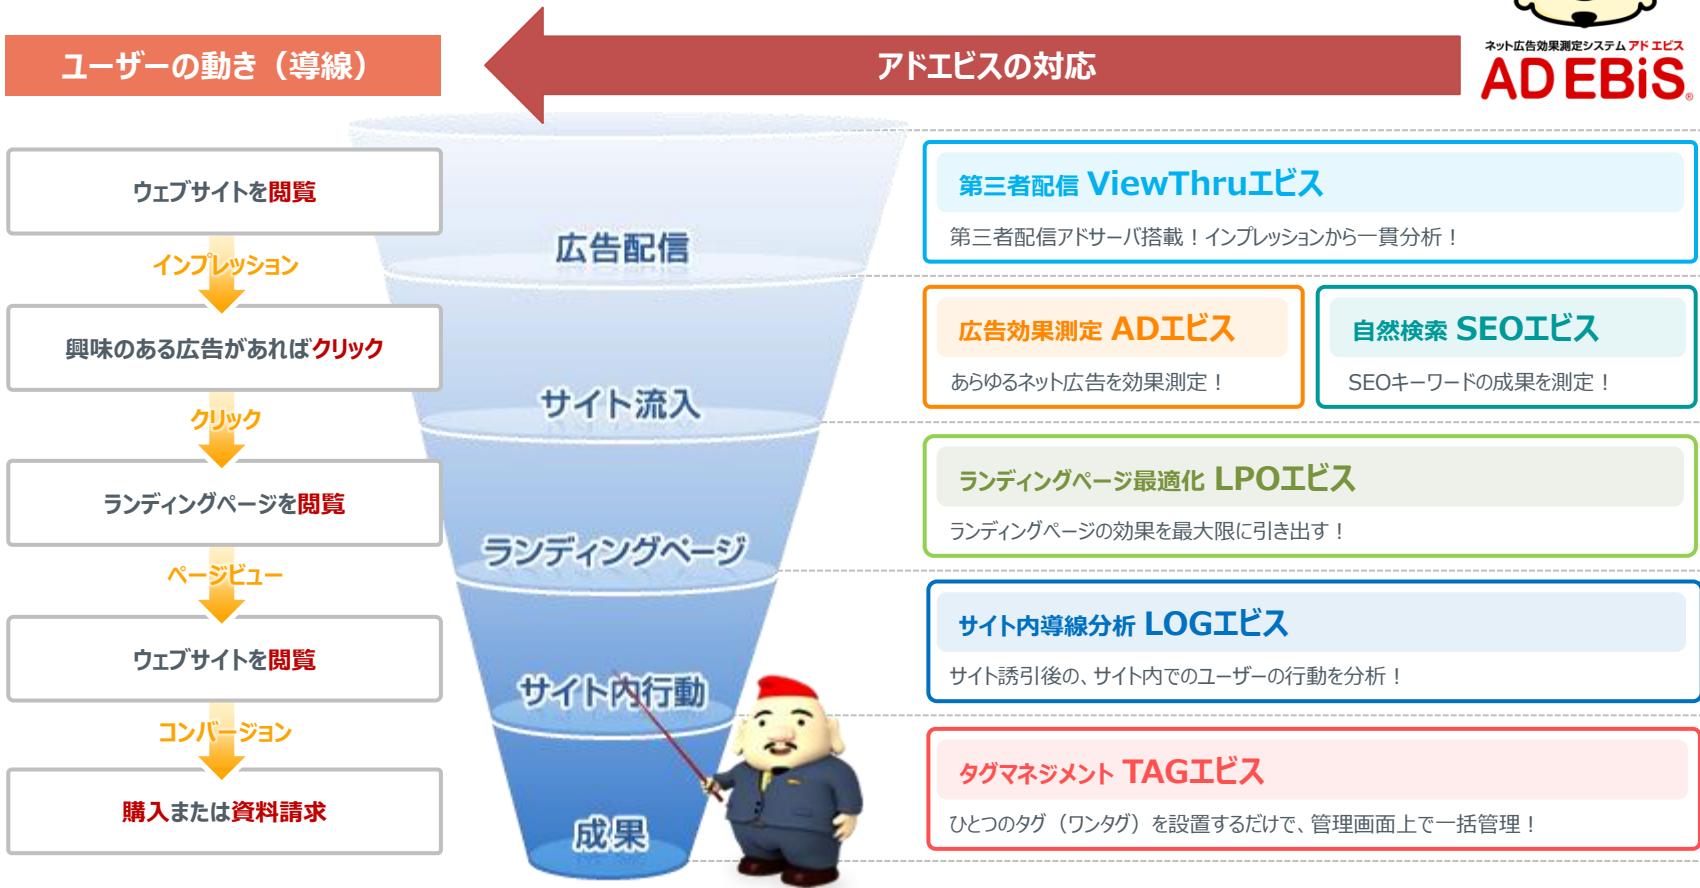 ユーザーの動き（導線）
アドエビスの対応
ネット広告効果測定システム アド エビス
AD EBiS®
ウェブサイトを閲覧
インプレッション
興味のある広告があればクリック
クリック
ランディングページを閲覧
ページビュー
ウェブサイトを閲覧
コンバージョン
購入または資料請求
広告配信
サイト流入
ランディングページ
サイト内行動
成果
第三者配信 ViewThruエビス
第三者配信アドサーバ搭載！インプレッションから一貫分析！
広告効果測定 ADエビス
あらゆるネット広告を効果測定！
自然検索 SEOエビス
SEOキーワードの成果を測定！
ランディングページ最適化 LPOエビス
ランディングページの効果を最大限に引き出す！
サイト内導線分析 LOGエビス
サイト誘引後の、サイト内でのユーザーの行動を分析！
タグマネジメント TAGエビス
ひとつのタグ（ワンタグ）を設置するだけで、管理画面上で一括管理！